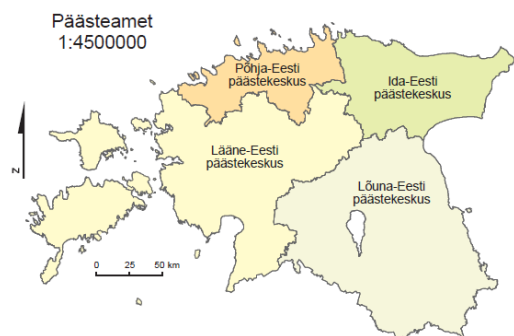 Päästeamet
1:4500000
Põhja-Eesti
päästekeskus
Ida-Eesti
päästekeskus
Lääne-Eesti
päästekeskus
Lõuna-Eesti
päästekeskus
N
0 25 50 km